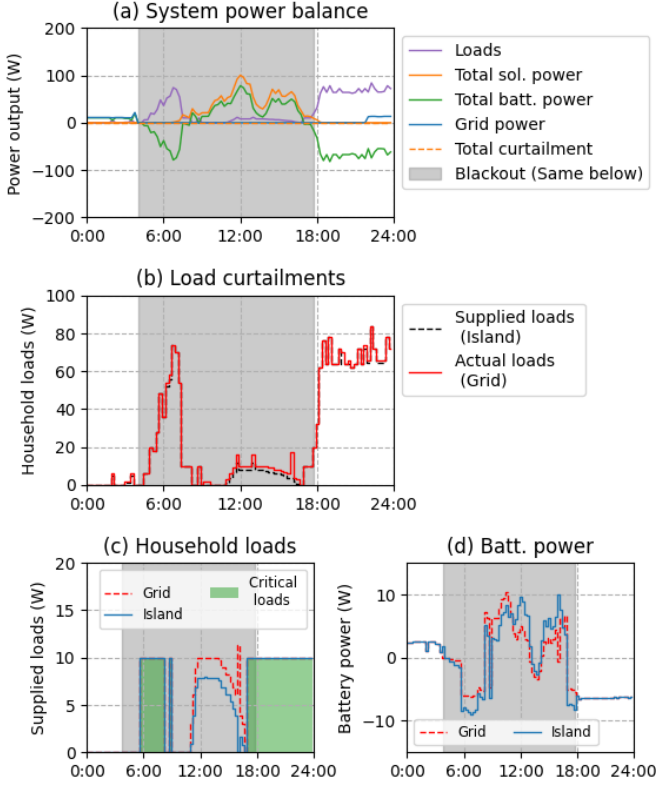 (a) System power balance
200
100
0
−100
−200
Power output (W)
0:00 6:00 12:00 18:00 24:00
Loads
Total sol. power
Total batt. power
Grid power
Total curtailment
Blackout (Same below)
(b) Load curtailments
100
80
60
40
20
0
Household loads (W)
0:00 6:00 12:00 18:00 24:00
Supplied loads
(Island)
Actual loads
(Grid)
(c) Household loads
20
15
10
5
0
Supplied loads (W)
Grid
Island
Critical
loads
0:00 6:00 12:00 18:00 24:00
(d) Batt. power
10
0
−10
Battery power (W)
Grid Island
0:00 6:00 12:00 18:00 24:00